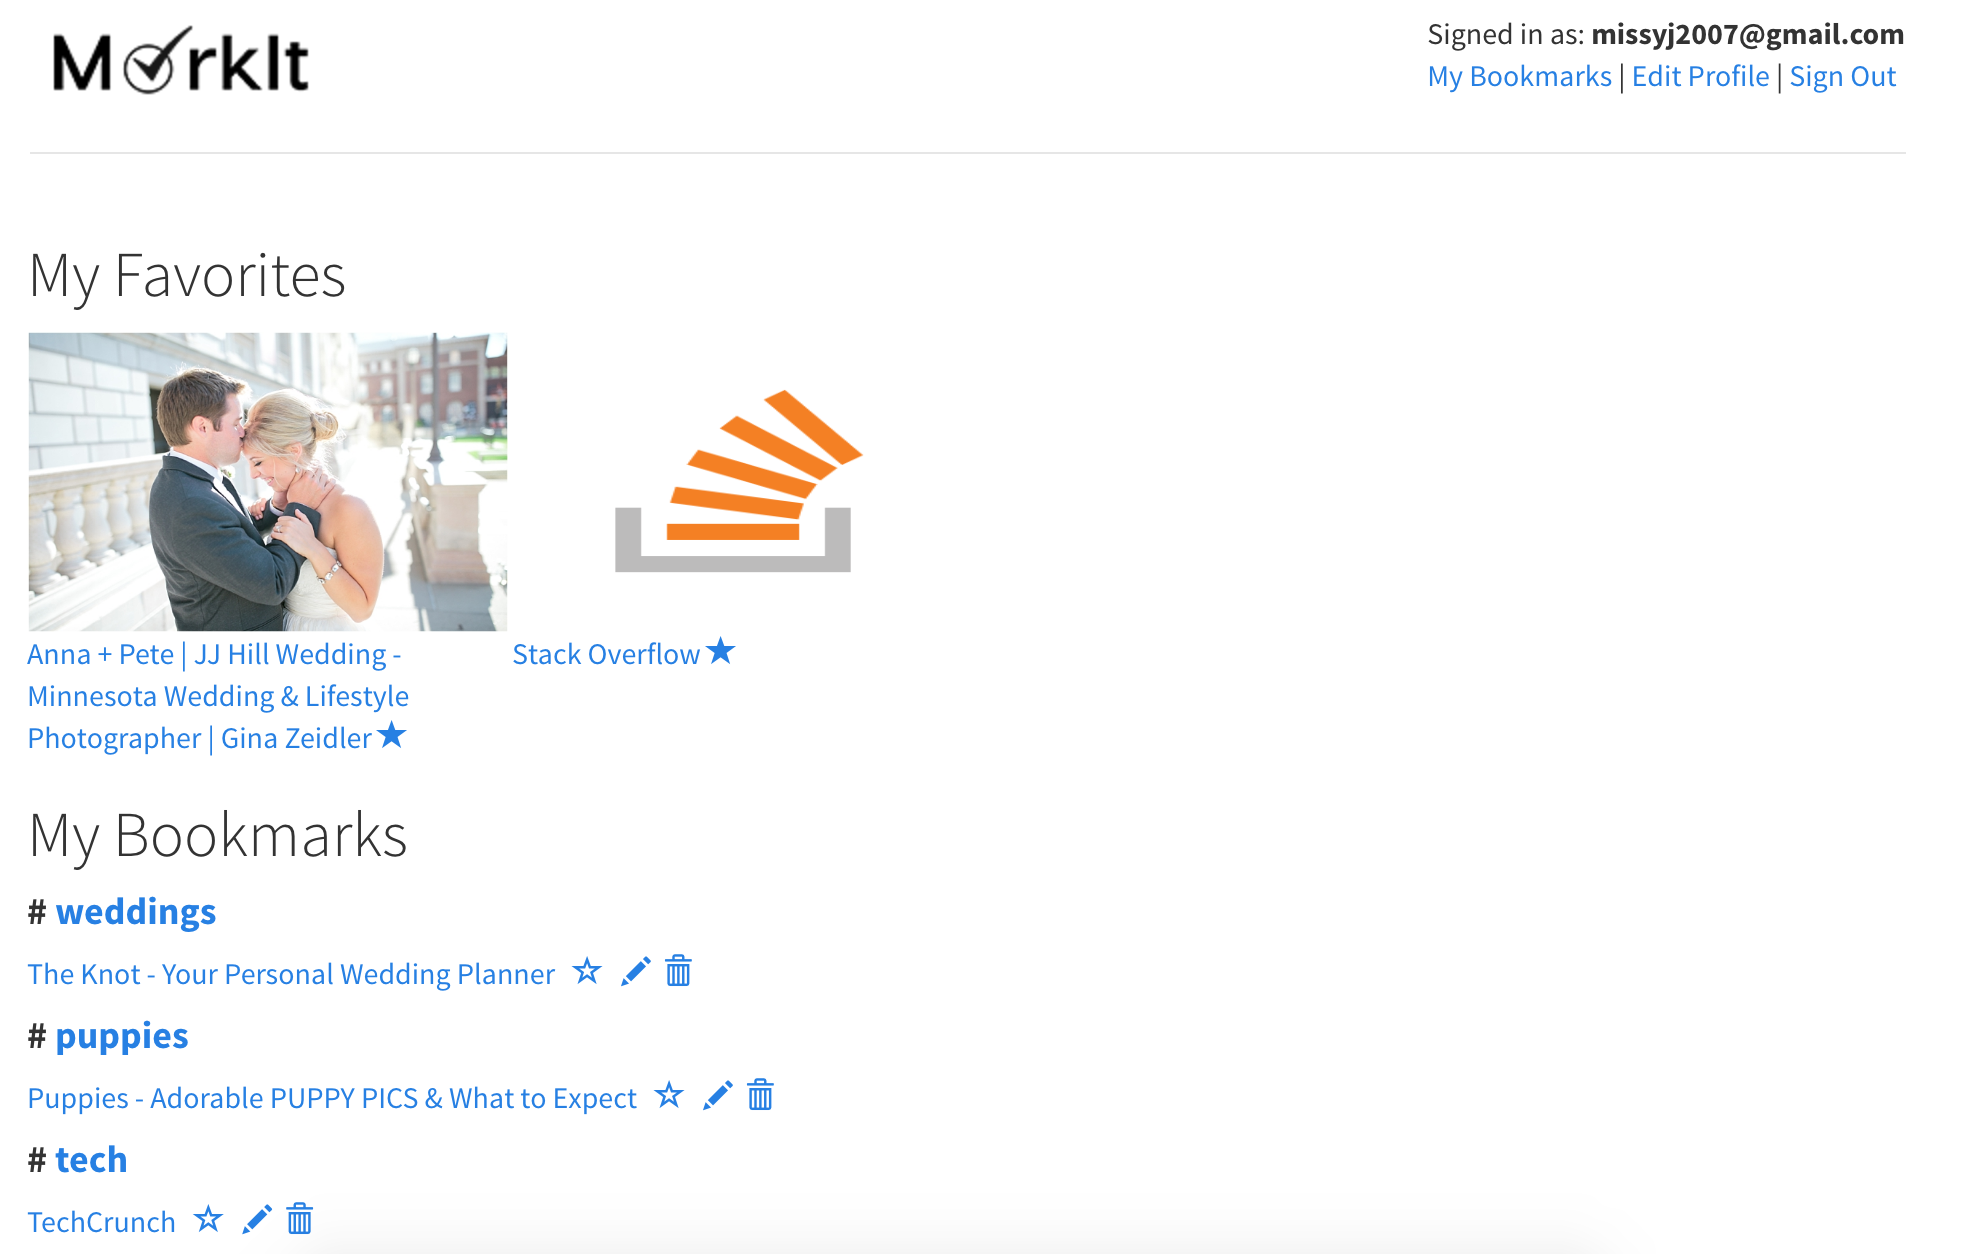 MarkIt
Signed in as: missyj2007@gmail.com
My Bookmarks | Edit Profile | Sign Out
My Favorites
Anna + Pete | JJ Hill Wedding -
Minnesota Wedding & Lifestyle
Photographer | Gina Zeidler
Stack Overflow
My Bookmarks
# weddings
The Knot - Your Personal Wedding Planner
# puppies
Puppies - Adorable PUPPY PICS & What to Expect
# tech
TechCrunch